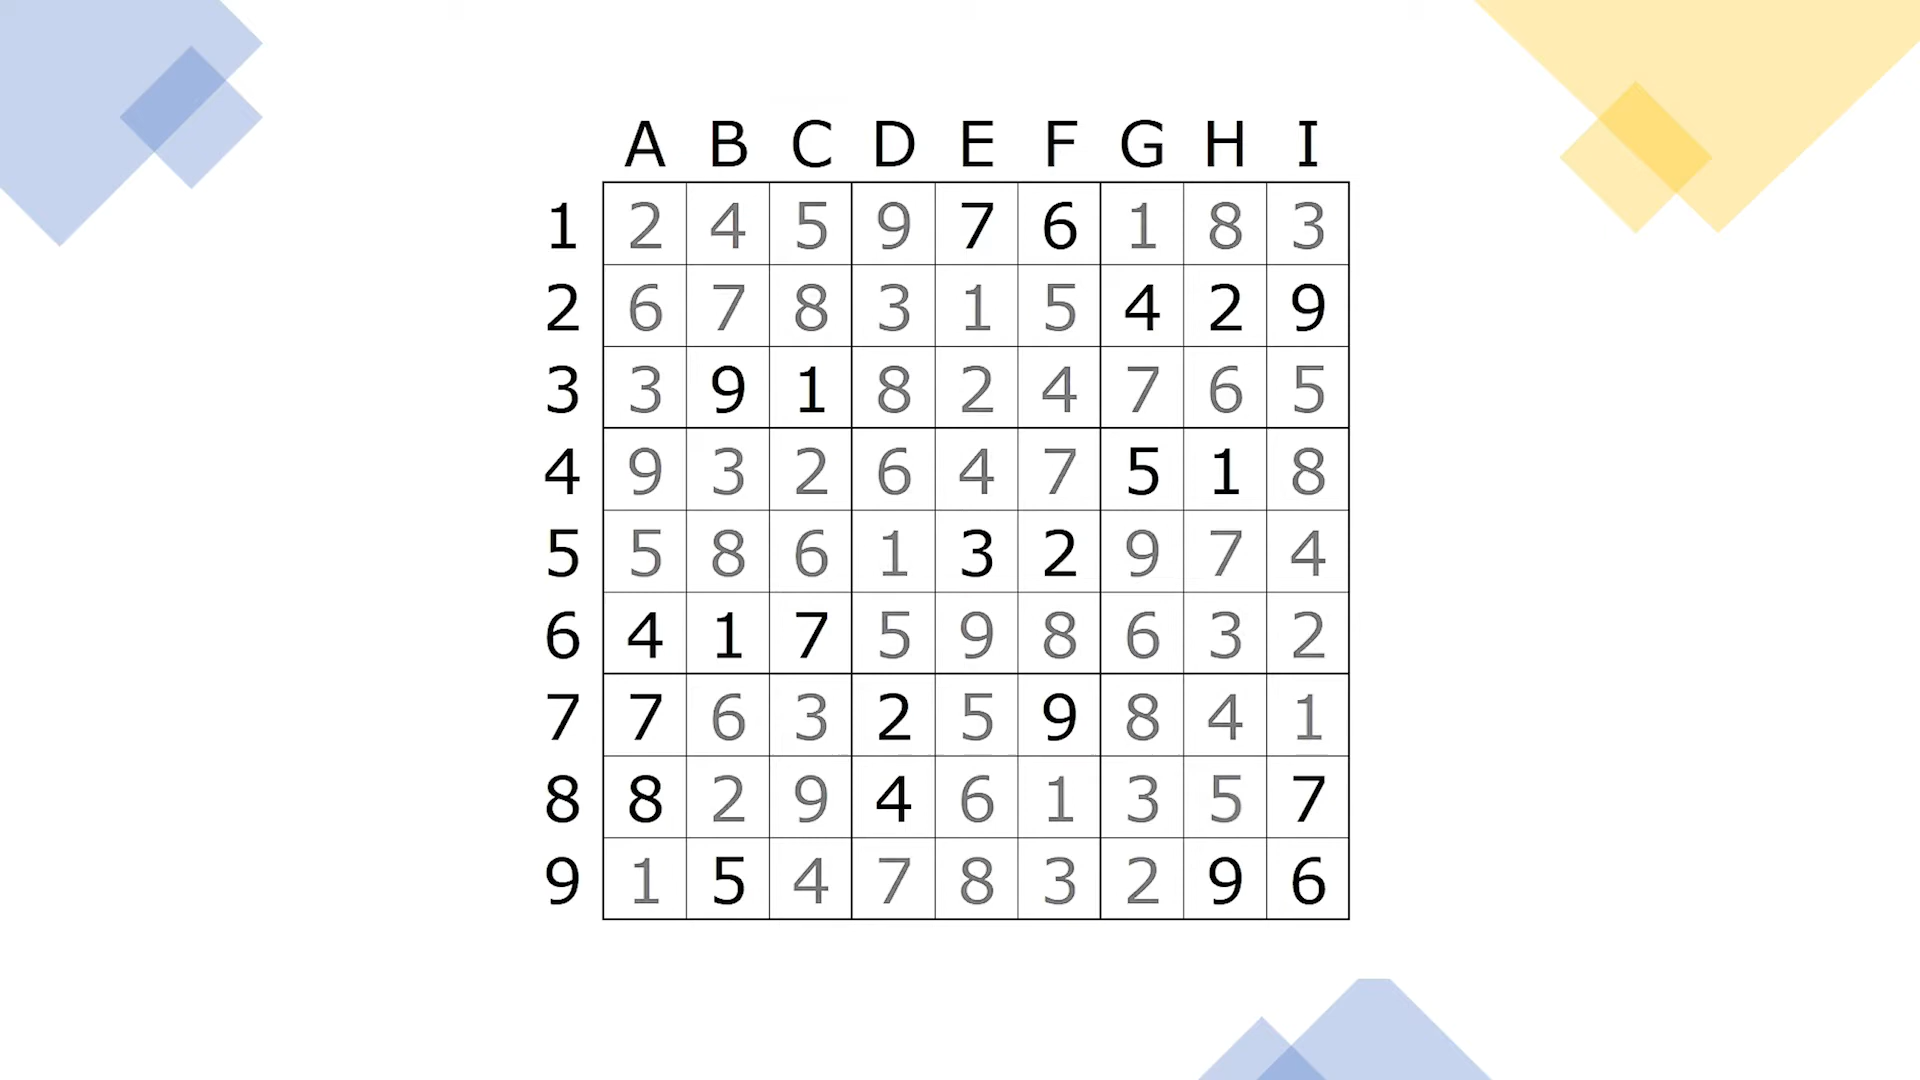 A B C D E F G H I
1 2 4 5 9 7 6 1 8 3
2 6 7 8 3 1 5 4 2 9
3 3 9 1 8 2 4 7 6 5
4 9 3 2 6 4 7 5 1 8
5 5 8 6 1 3 2 9 7 4
6 4 1 7 5 9 8 6 3 2
7 7 6 3 2 5 9 8 4 1
8 8 2 9 4 6 1 3 5 7
9 1 5 4 7 8 3 2 9 6